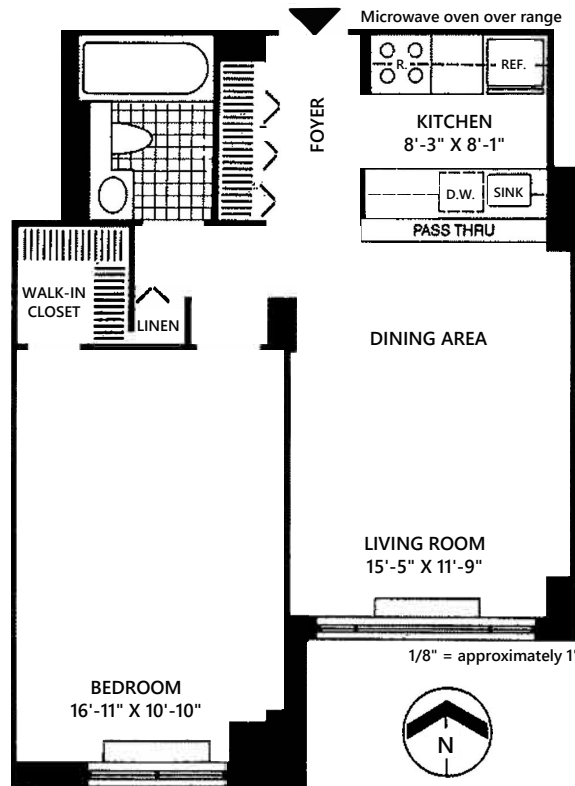 Microwave oven over range
R.
REF.
FOYER
KITCHEN
8'-3" X 8'-1"
D.W.
SINK
PASS THRU
WALK-IN
CLOSET
LINEN
DINING AREA
LIVING ROOM
15'-5" X 11'-9"
1/8" = approximately 1'
BEDROOM
16'-11" X 10'-10"
N